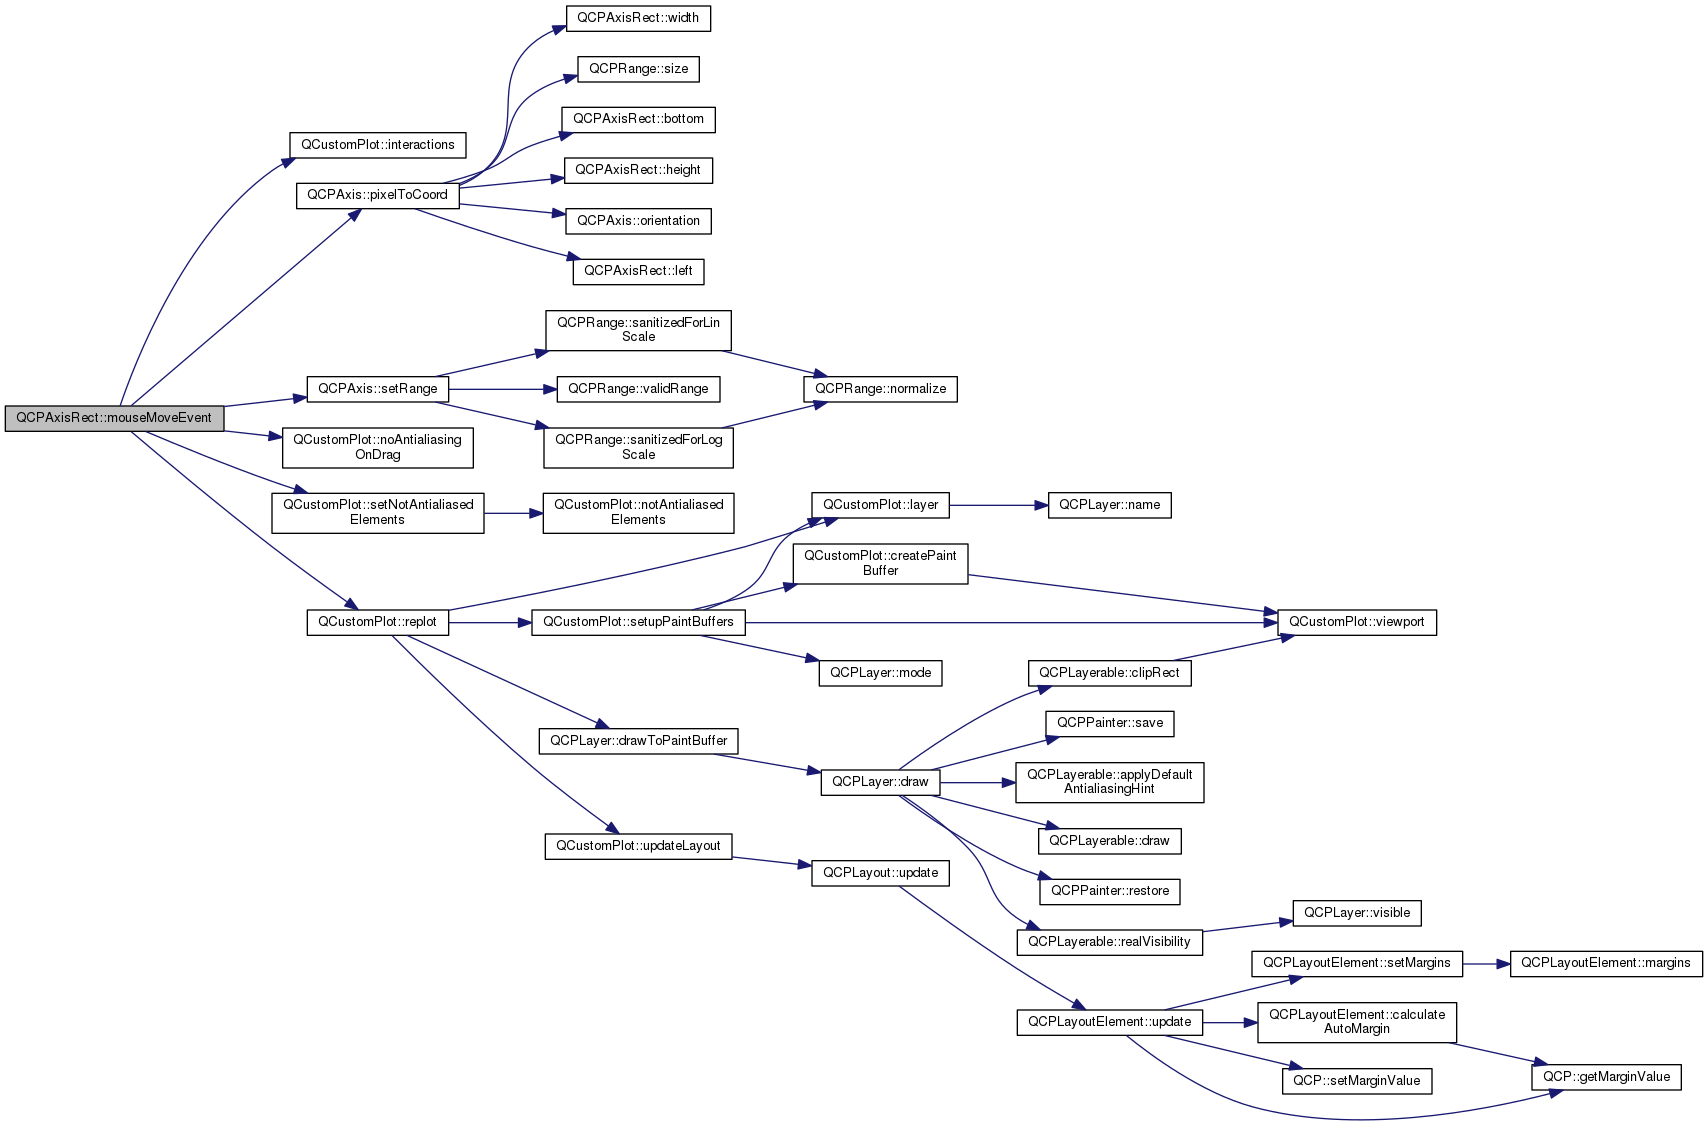 QCPAxisRect::width
QCPRange::size
QCPAxisRect::bottom
QCustomPlot::interactions
QCPAxisRect::height
QCPAxis::pixelToCoord
QCPAxis::orientation
QCPAxisRect::left
QCPRange::sanitizedForLin
Scale
QCPAxis::setRange
QCPRange::validRange
QCPRange::normalize
QCPAxisRect::mouseMoveEvent
QCustomPlot::noAntialiasing
OnDrag
QCPRange::sanitizedForLog
Scale
QCustomPlot::setNotAntialiased
Elements
QCustomPlot::notAntialiased
Elements
QCustomPlot::layer
QCPLayer::name
QCustomPlot::createPaint
Buffer
QCustomPlot::replot
QCustomPlot::setupPaintBuffers
QCustomPlot::viewport
QCPLayer::mode
QCPLayerable::clipRect
QCPPainter::save
QCPLayer::drawToPaintBuffer
QCPLayer::draw
QCPLayerable::applyDefault
AntialiasingHint
QCPLayerable::draw
QCustomPlot::updateLayout
QCPLayout::update
QCPPainter::restore
QCPLayer::visible
QCPLayerable::realVisibility
QCPLayoutElement::setMargins
QCPLayoutElement::margins
QCPLayoutElement::update
QCPLayoutElement::calculate
AutoMargin
QCP::setMarginValue
QCP::getMarginValue